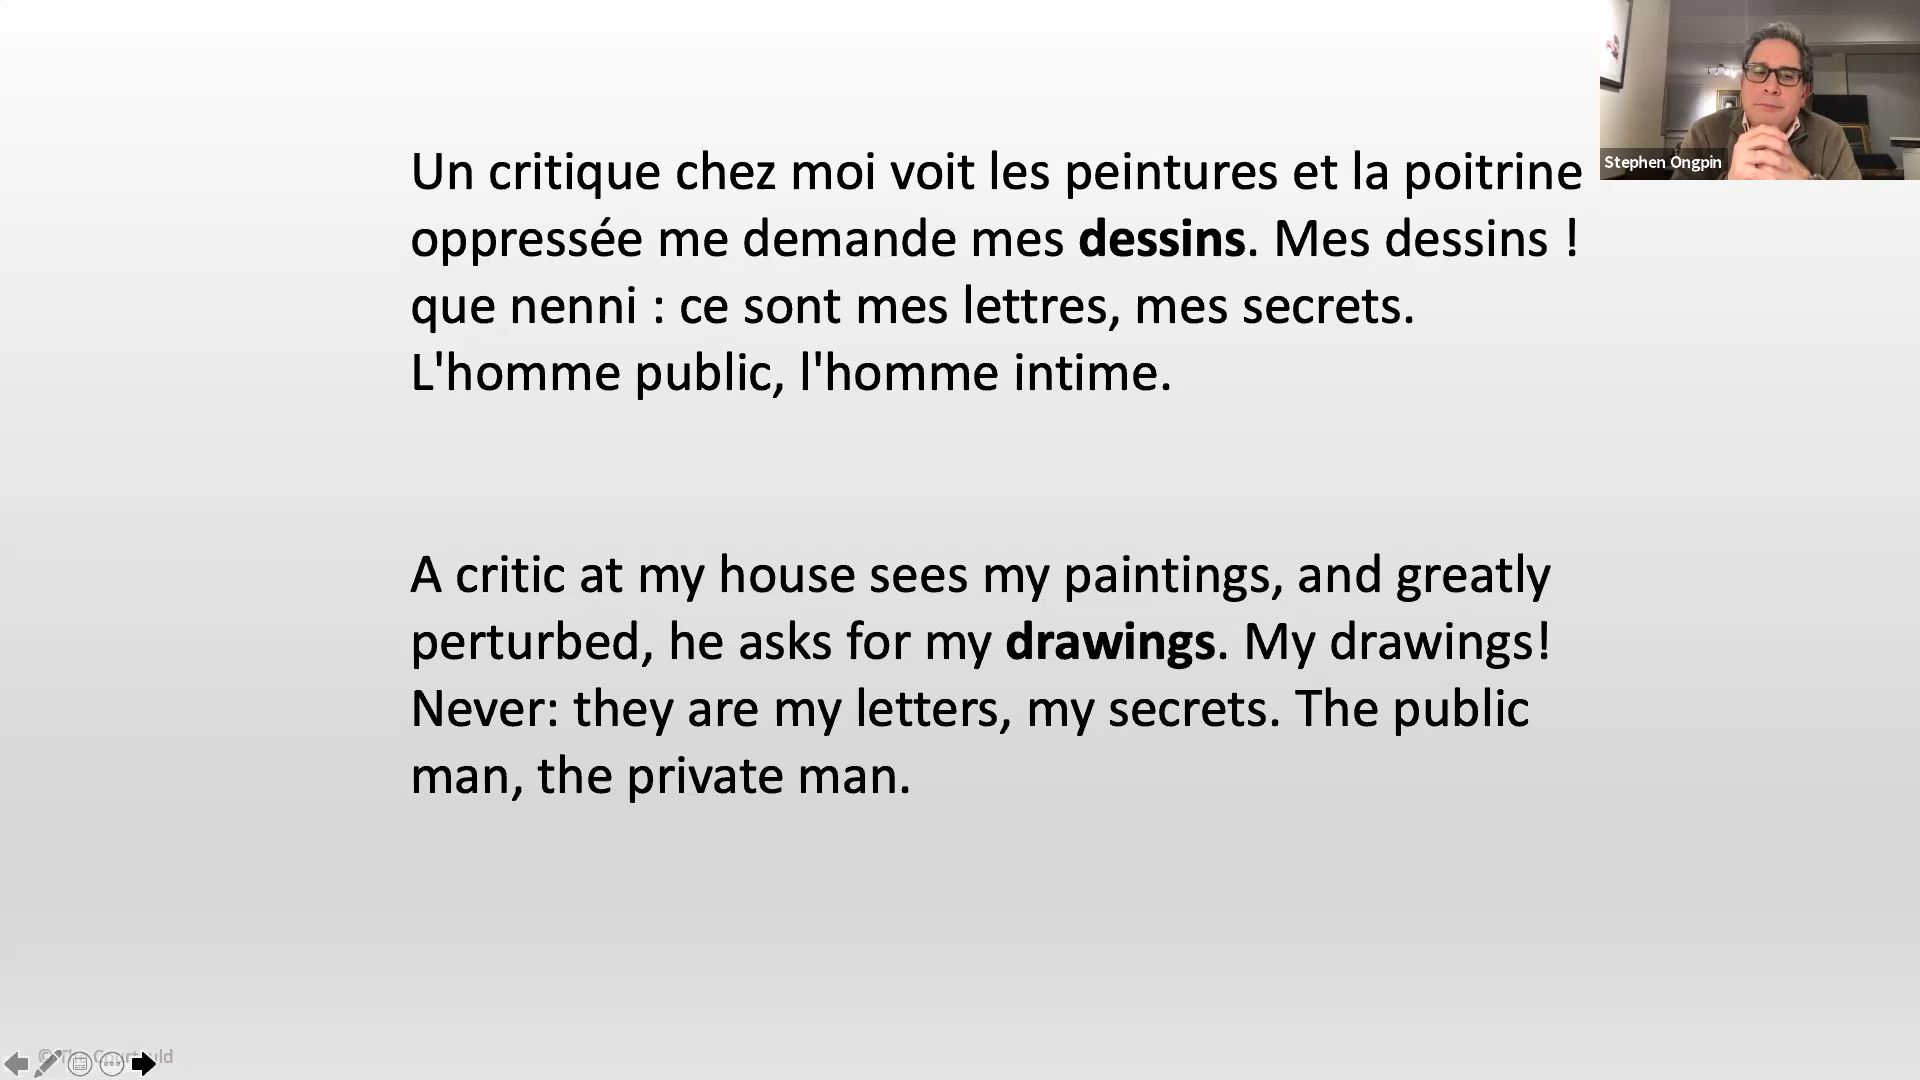 Un critique chez moi voit les peintures et la poitrine
oppressée me demande mes dessins. Mes dessins !
que nenni : ce sont mes lettres, mes secrets.
L'homme public, l'homme intime.
A critic at my house sees my paintings, and greatly
perturbed, he asks for my drawings. My drawings!
Never: they are my letters, my secrets. The public
man, the private man.
Stephen Ongpin
© The Courtauld